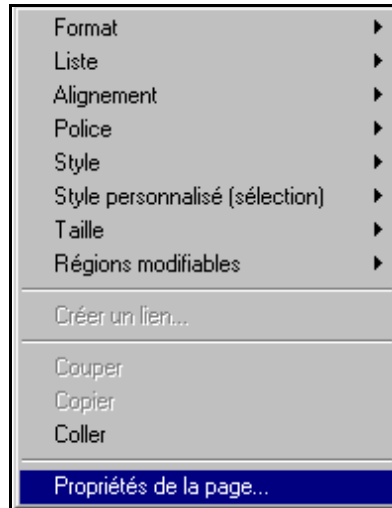 Format
Liste
Alignement
Police
Style
Style personnalisé (sélection)
Taille
Régions modifiables
Créer un lien...
Couper
Copier
Coller
Propriétés de la page...